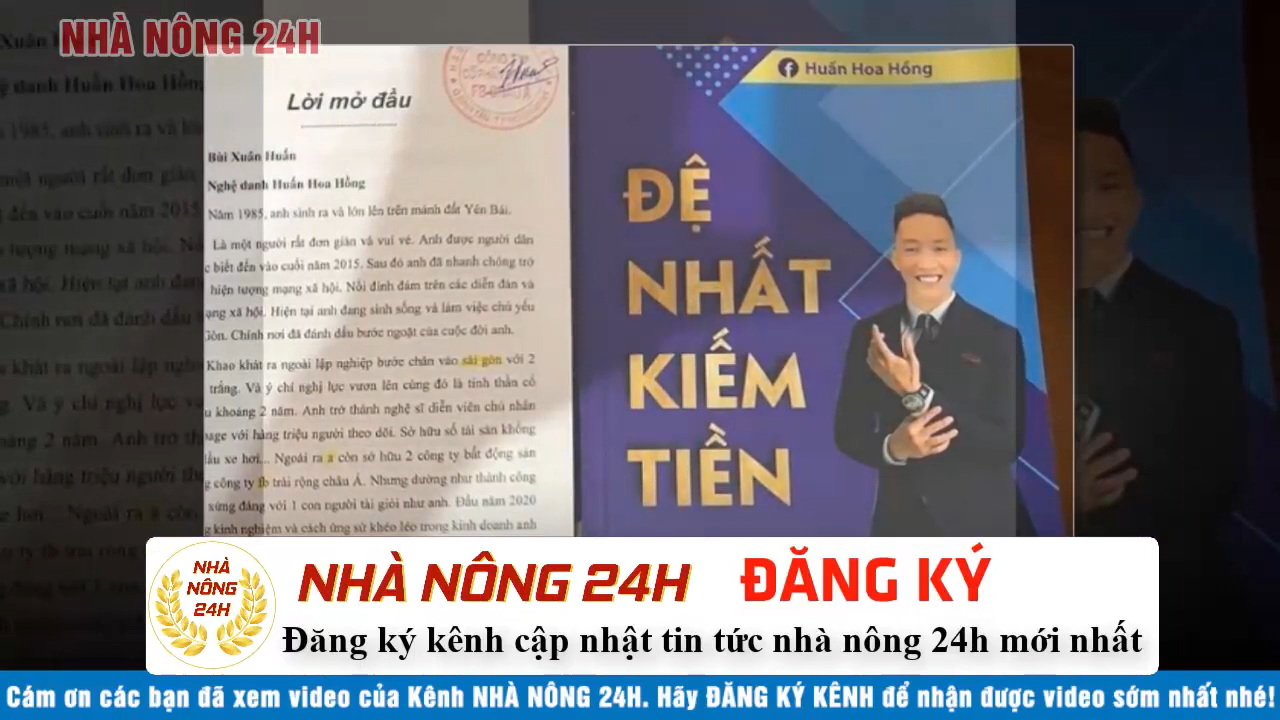 NHÀ NÔNG 24H
Lời mở đầu
Bùi Xuân Huấn
Nghệ danh Huấn Hoa Hồng
Năm 1985, anh sinh ra và lớn lên trên mảnh đất Yên Bái.
Là một người rất đơn giản và vui vẻ. Anh được người dân
biết đến vào cuối năm 2015. Sau đó anh đã nhanh chóng trở
hiện tượng mạng xã hội. Nổi đình đám trên các diễn đàn và
xã hội. Hiện tại anh đang sinh sống và làm việc chủ yếu
Chính nơi đã đánh dấu bước ngoặt của cuộc đời anh.
Khao khát ra ngoài lập nghiệp bước chân vào sài gòn với 2
trắng. Và ý chí nghị lực vươn lên cùng đó là tinh thần cố
khoảng 2 năm. Anh trở thành nghệ sĩ diễn viên chủ nhân
với hàng triệu người theo dõi. Sở hữu số tài sản khổng
xe hơi... Ngoài ra a còn sở hữu 2 công ty bất động sản
công ty fb trải rộng châu Á. Nhưng dường như thành công
xứng đáng với 1 con người tài giỏi như anh. Đầu năm 2020
kinh nghiệm và cách ứng sử khéo léo trong kinh doanh anh
Huấn Hoa Hồng
ĐỆ
NHẤT
KIẾM
TIỀN
NHÀ
NÔNG
24H
NHÀ NÔNG 24H
ĐĂNG KÝ
Đăng ký kênh cập nhật tin tức nhà nông 24h mới nhất
Cám ơn các bạn đã xem video của Kênh NHÀ NÔNG 24H. Hãy ĐĂNG KÝ KÊNH để nhận được video sớm nhất nhé!